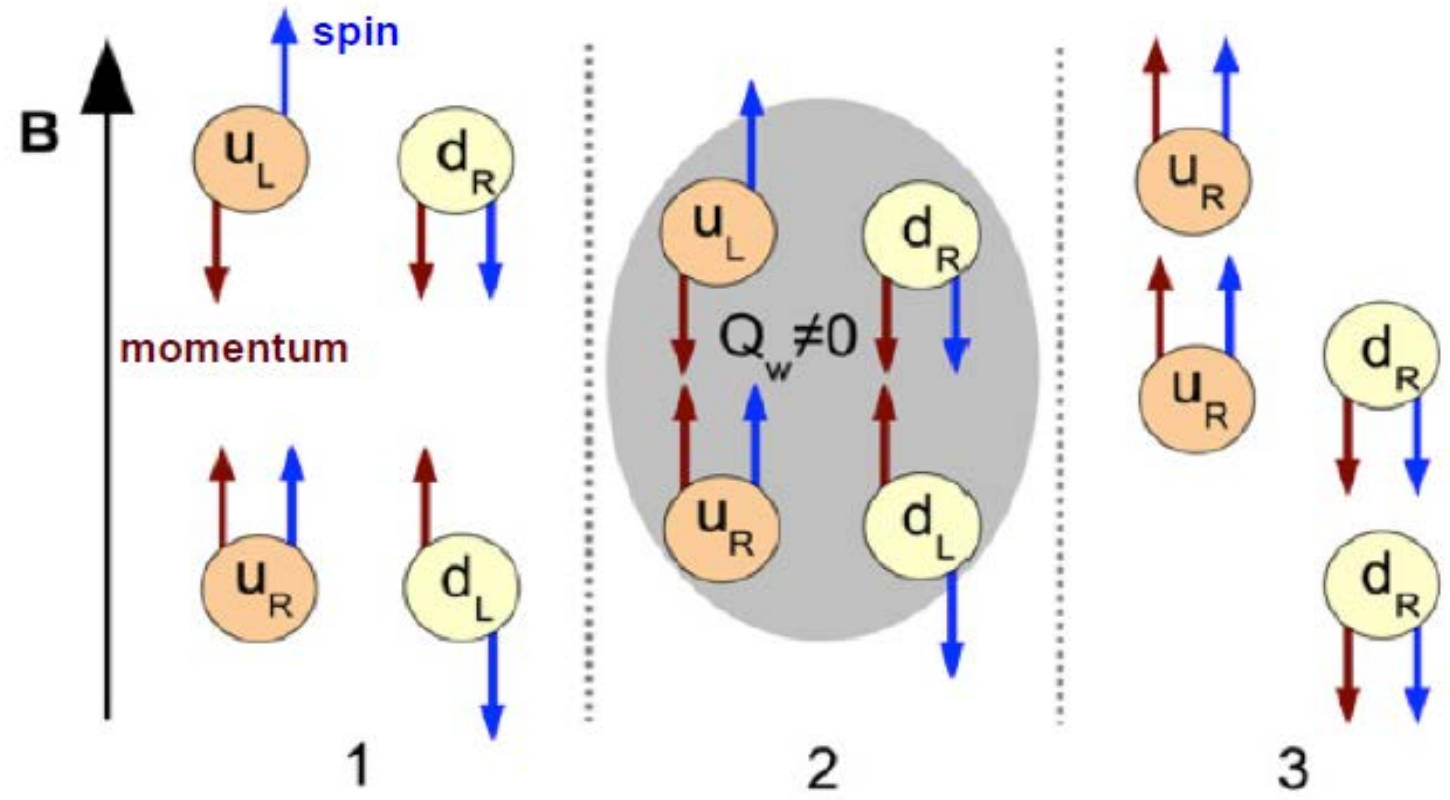 B
spin
u_L
d_R
momentum
u_R
d_L
1
u_L
d_R
Q_w≠0
u_R
d_L
2
u_R
u_R
d_R
d_R
3